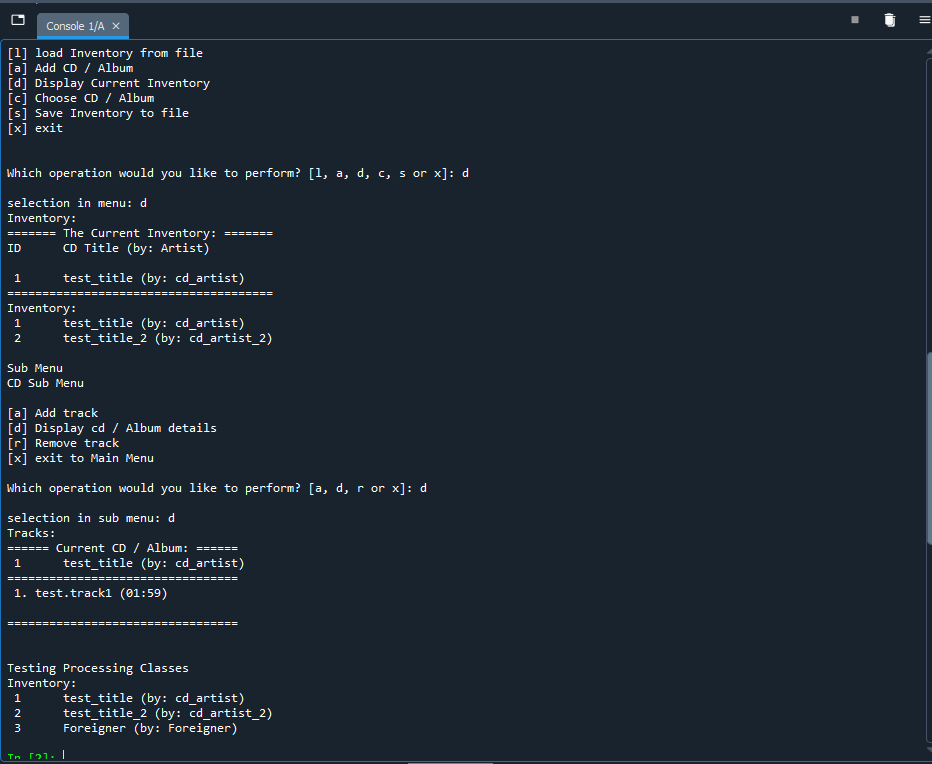 Console 1/A
[l] load Inventory from file
[a] Add CD / Album
[d] Display Current Inventory
[c] Choose CD / Album
[s] Save Inventory to file
[x] exit
Which operation would you like to perform? [l, a, d, c, s or x]: d
selection in menu: d
Inventory:
======= The Current Inventory: =======
ID      CD Title (by: Artist)
1      test_title (by: cd_artist)
======================================
Inventory:
1      test_title (by: cd_artist)
2      test_title_2 (by: cd_artist_2)
Sub Menu
CD Sub Menu
[a] Add track
[d] Display cd / Album details
[r] Remove track
[x] exit to Main Menu
Which operation would you like to perform? [a, d, r or x]: d
selection in sub menu: d
Tracks:
====== Current CD / Album: ======
1      test_title (by: cd_artist)
=================================
1. test.track1 (01:59)
=================================
Testing Processing Classes
Inventory:
1      test_title (by: cd_artist)
2      test_title_2 (by: cd_artist_2)
3      Foreigner (by: Foreigner)
In [2]: